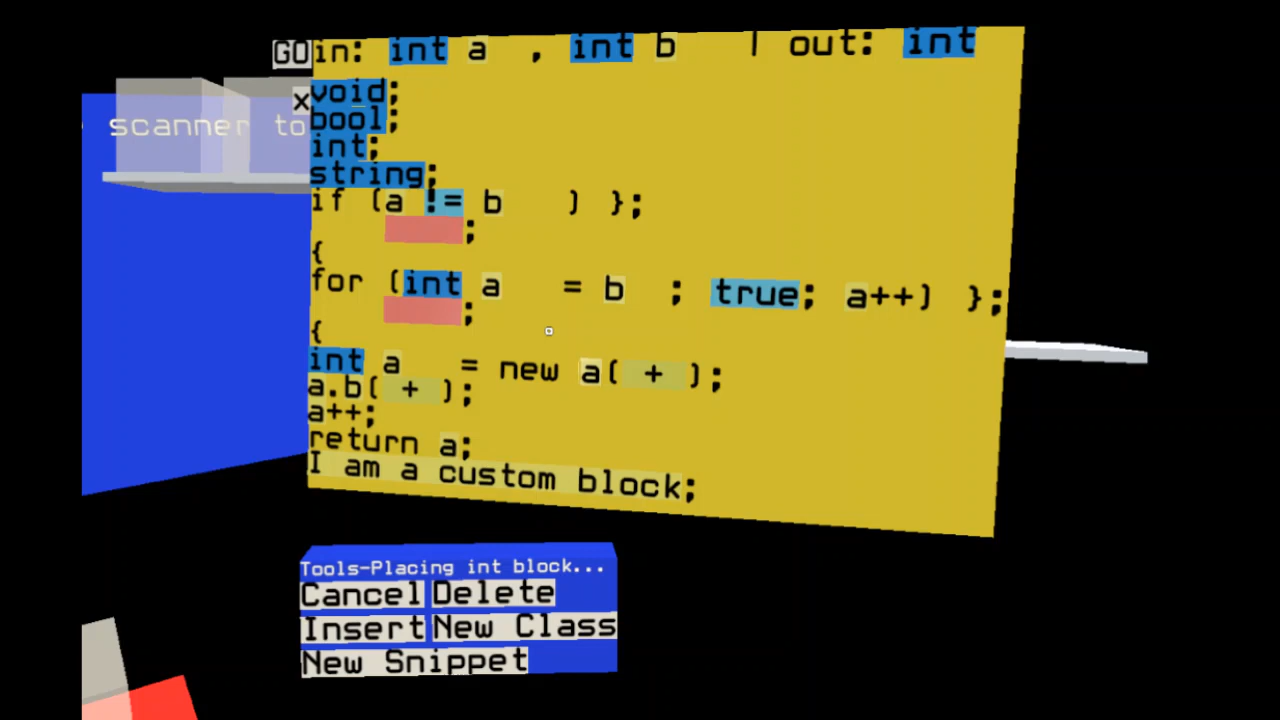 GO in: int a , int b | out: int
x void;
scanner to
bool;
int;
string;
if (a != b ) };
;
{
for (int a = b ; true; a++) };
;
{
int a = new a( + );
a.b( + );
a++;
return a;
I am a custom block;
Tools-Placing int block...
Cancel Delete
Insert New Class
New Snippet